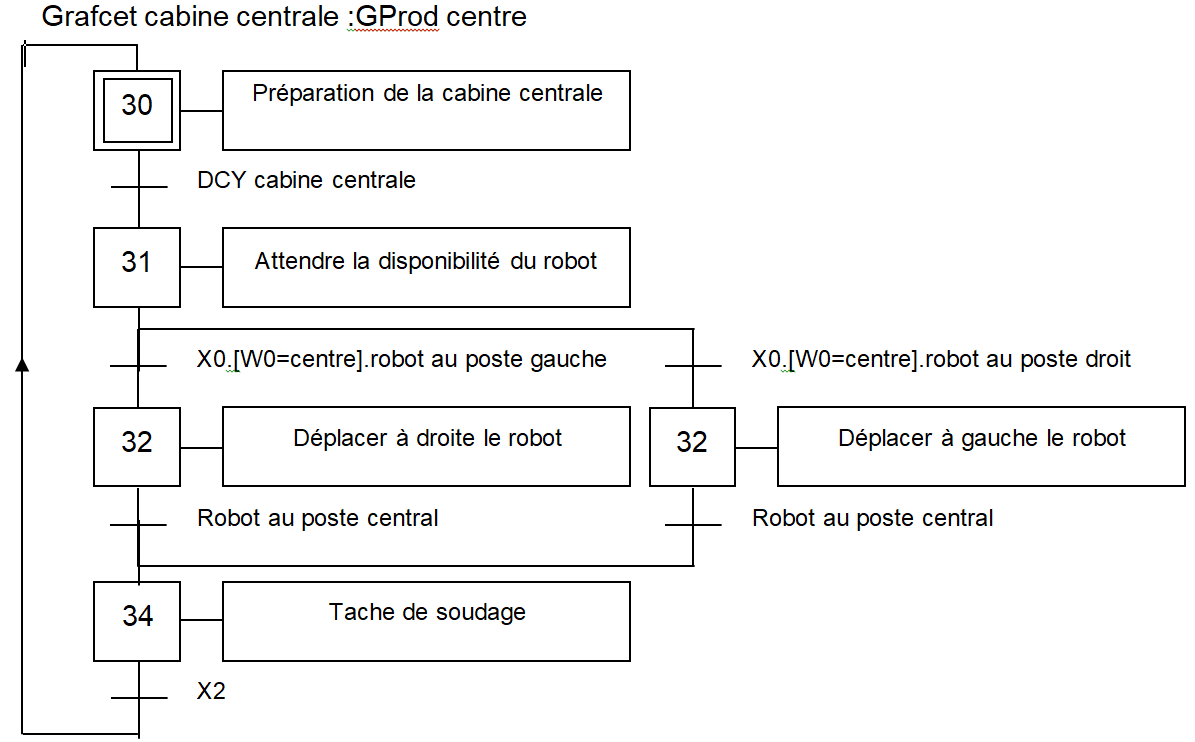 Grafcet cabine centrale :GProd centre
30
Préparation de la cabine centrale
DCY cabine centrale
31
Attendre la disponibilité du robot
X0.[W0=centre].robot au poste gauche
X0.[W0=centre].robot au poste droit
32
Déplacer à droite le robot
32
Déplacer à gauche le robot
Robot au poste central
Robot au poste central
34
Tache de soudage
X2